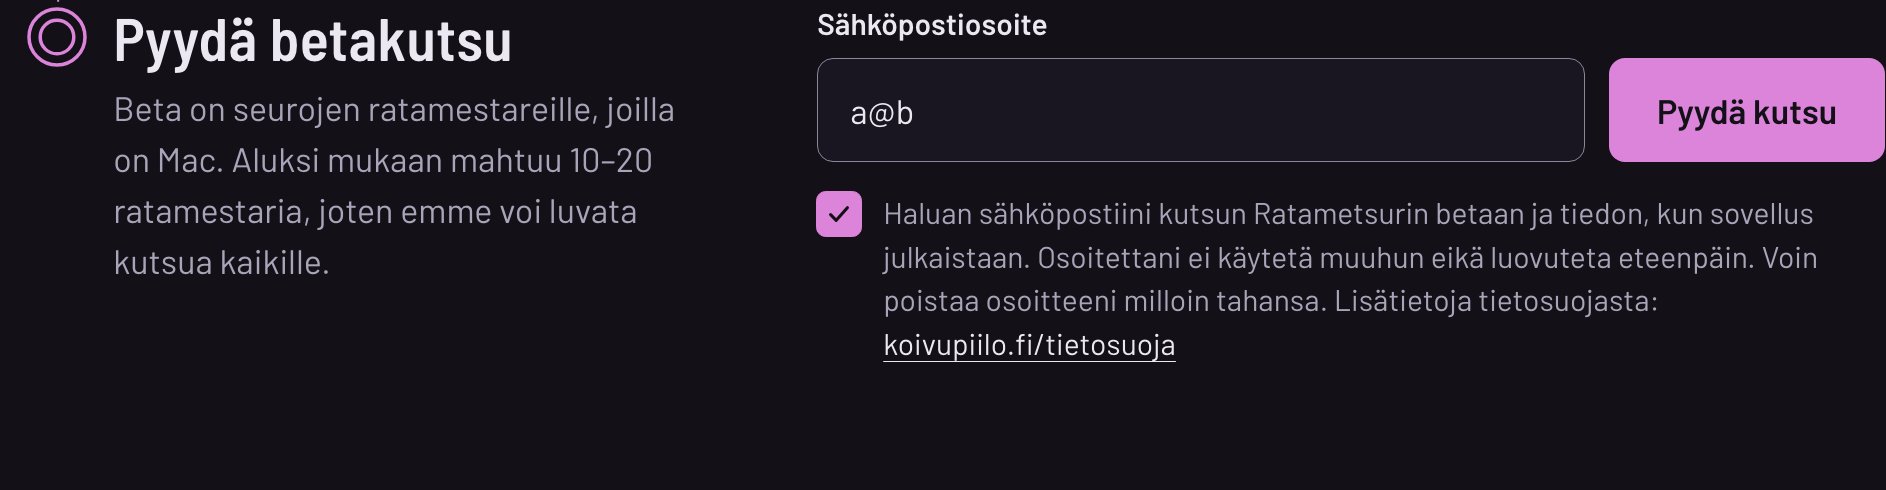 Pyydä betakutsu
Beta on seurojen ratamestareille, joilla
on Mac. Aluksi mukaan mahtuu 10–20
ratamestaria, joten emme voi luvata
kutsua kaikille.
Sähköpostiosoite
a@b
Pyydä kutsu
Haluan sähköpostiini kutsun Ratametsurin betaan ja tiedon, kun sovellus
julkaistaan. Osoitettani ei käytetä muuhun eikä luovuteta eteenpäin. Voin
poistaa osoitteeni milloin tahansa. Lisätietoja tietosuojasta:
koivupiilo.fi/tietosuoja